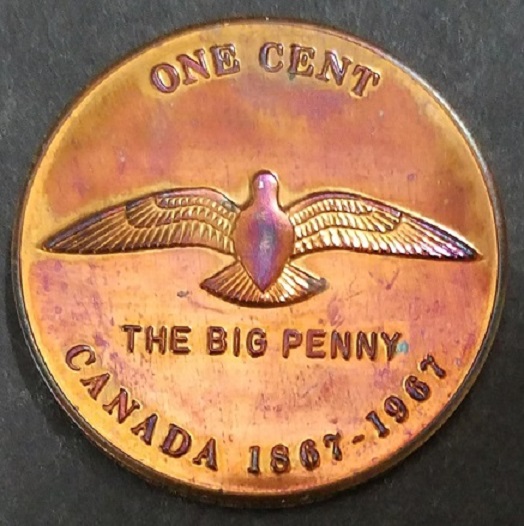 ONE CENT
THE BIG PENNY
CANADA 1867-1967